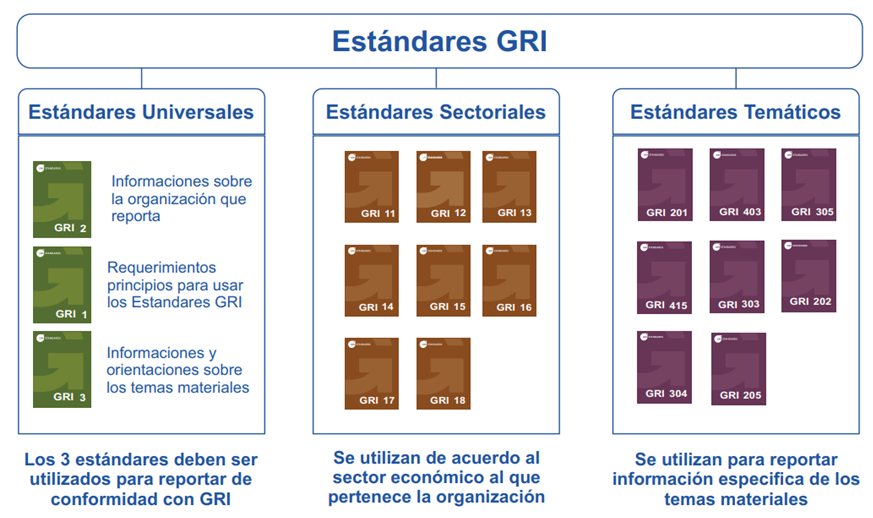 Estándares GRI
Estándares Universales
GRI 2
Informaciones sobre
la organización que
reporta
GRI 1
Requerimientos
principios para usar
los Estandares GRI
GRI 3
Informaciones y
orientaciones sobre
los temas materiales
Los 3 estándares deben ser
utilizados para reportar de
conformidad con GRI
Estándares Sectoriales
GRI 11
GRI 12
GRI 13
GRI 14
GRI 15
GRI 16
GRI 17
GRI 18
Se utilizan de acuerdo al
sector económico al que
pertenece la organización
Estándares Temáticos
GRI 201
GRI 403
GRI 305
GRI 415
GRI 303
GRI 202
GRI 304
GRI 205
Se utilizan para reportar
información especifica de los
temas materiales